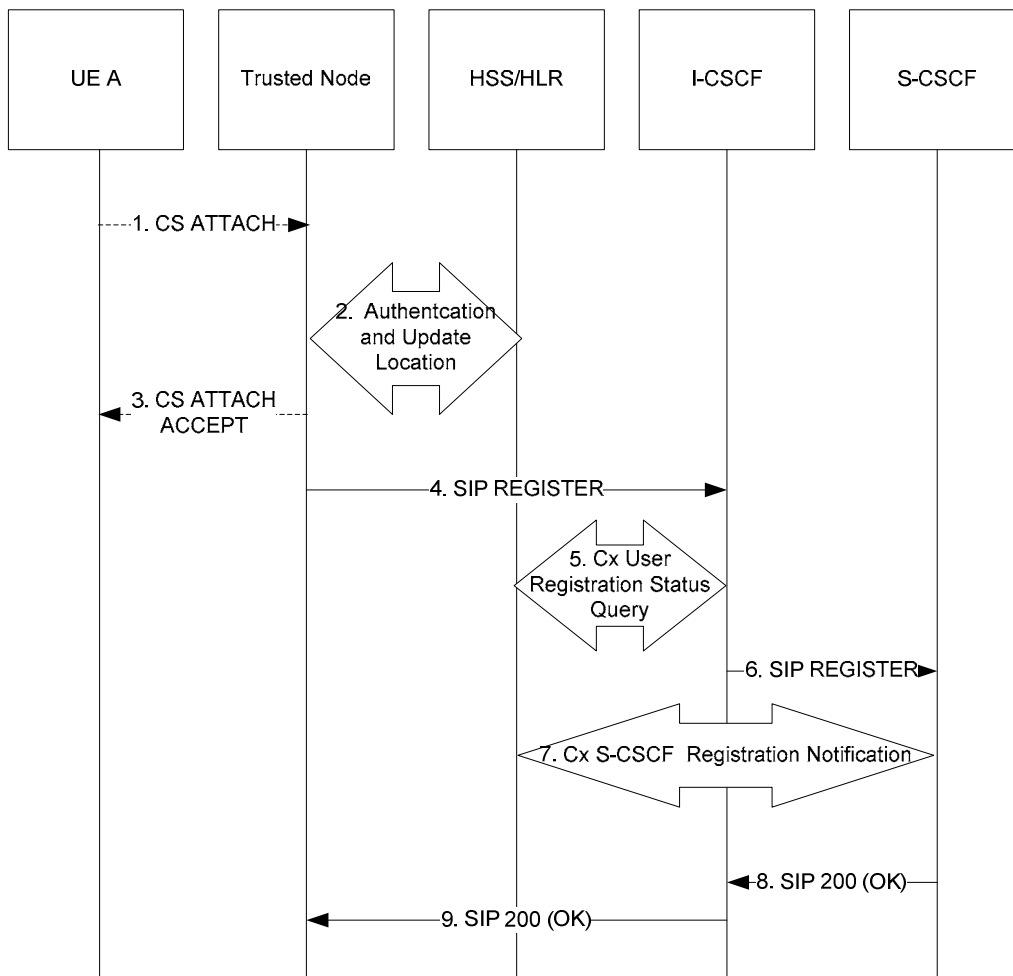 UE A
Trusted Node
HSS/HLR
I-CSCF
S-CSCF
1. CS ATTACH
2. Authentcation
and Update
Location
3. CS ATTACH
ACCEPT
4. SIP REGISTER
5. Cx User
Registration Status
Query
6. SIP REGISTER
7. Cx S-CSCF Registration Notification
8. SIP 200 (OK)
9. SIP 200 (OK)